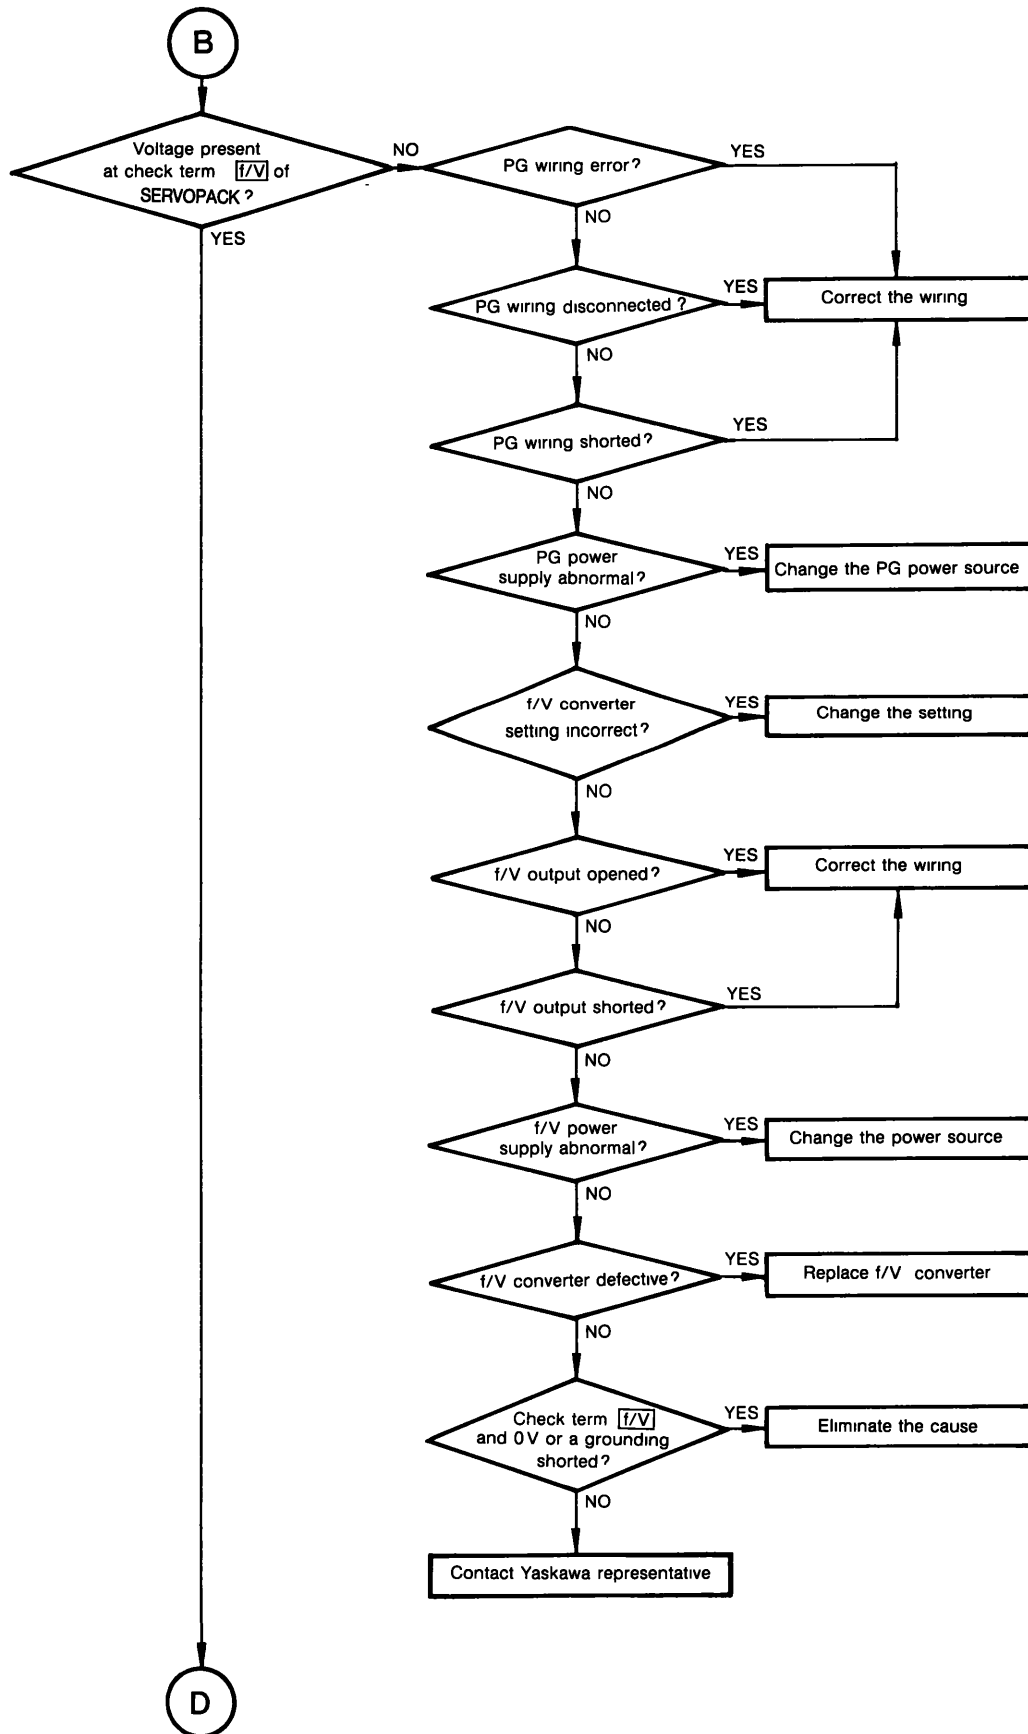 B
Voltage present
at check term f/V of
SERVOPACK?
NO
YES
PG wiring error?
YES
NO
PG wiring disconnected?
YES
Correct the wiring
NO
PG wiring shorted?
YES
NO
PG power
supply abnormal?
YES
Change the PG power source
NO
f/V converter
setting incorrect?
YES
Change the setting
NO
f/V output opened?
YES
Correct the wiring
NO
f/V output shorted?
YES
NO
f/V power
supply abnormal?
YES
Change the power source
NO
f/V converter defective?
YES
Replace f/V converter
NO
Check term f/V
and 0V or a grounding
shorted?
YES
Eliminate the cause
NO
Contact Yaskawa representative
D